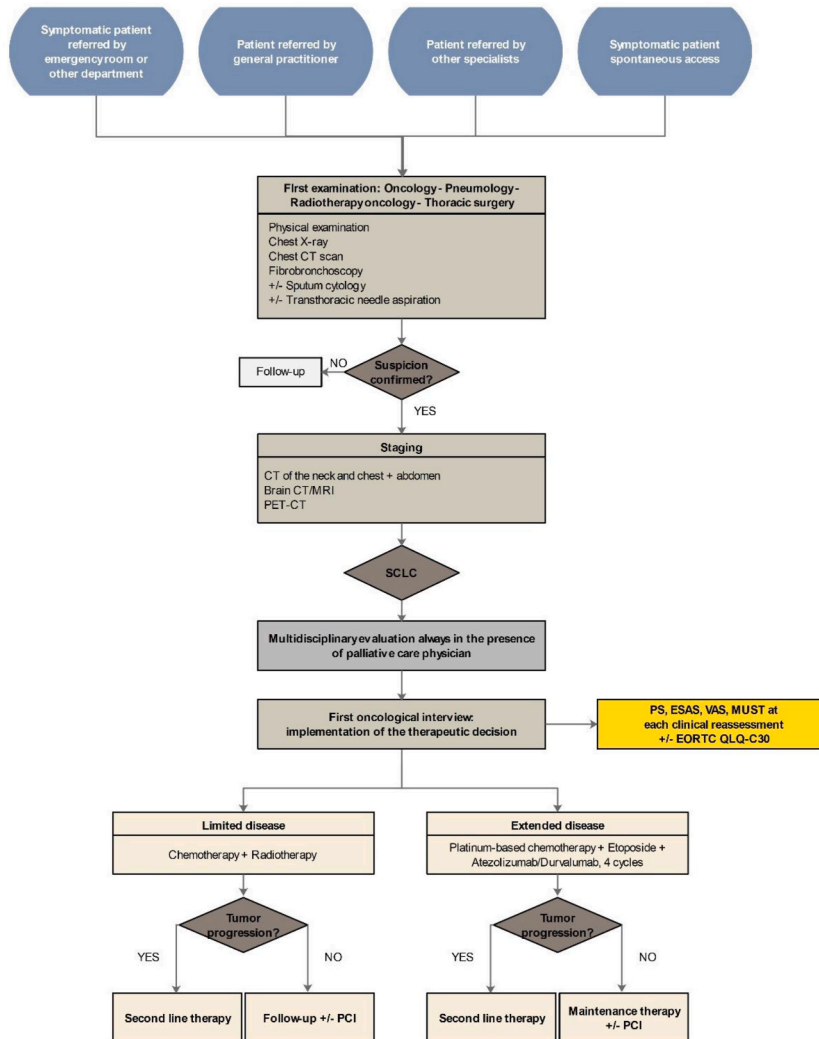 Symptomatic patient
referred by
emergency room or
other department
Patient referred by
general practitioner
Patient referred by
other specialists
Symptomatic patient
spontaneous access
First examination: Oncology - Pneumology -
Radiotherapy oncology - Thoracic surgery
Physical examination
Chest X-ray
Chest CT scan
Fibrobronchoscopy
+/- Sputum cytology
+/- Transthoracic needle aspiration
Suspicion
confirmed?
NO
Follow-up
YES
Staging
CT of the neck and chest + abdomen
Brain CT/MRI
PET-CT
SCLC
Multidisciplinary evaluation always in the presence
of palliative care physician
First oncological interview:
implementation of the therapeutic decision
PS, ESAS, VAS, MUST at
each clinical reassessment
+/- EORTC QLQ-C30
Limited disease
Chemotherapy + Radiotherapy
Extended disease
Platinum-based chemotherapy + Etoposide +
Atezolizumab/Durvalumab, 4 cycles
Tumor
progression?
YES
NO
Tumor
progression?
YES
NO
Second line therapy
Follow-up +/- PCI
Second line therapy
Maintenance therapy
+/- PCI